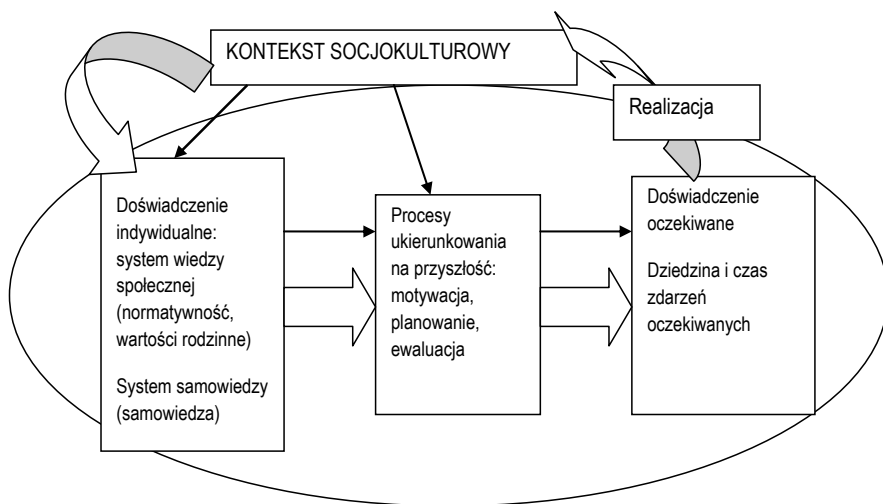 KONTEKST SOCJOKULTUROWY
Realizacja
Doświadczenie
indywidualne:
system wiedzy
społecznej
(normatywność,
wartości rodzinne)
System samowiedzy
(samowiedza)
Procesy
ukierunkowania
na przyszłość:
motywacja,
planowanie,
ewaluacja
Doświadczenie
oczekiwane
Dziedzina i czas
zdarzeń
oczekiwanych